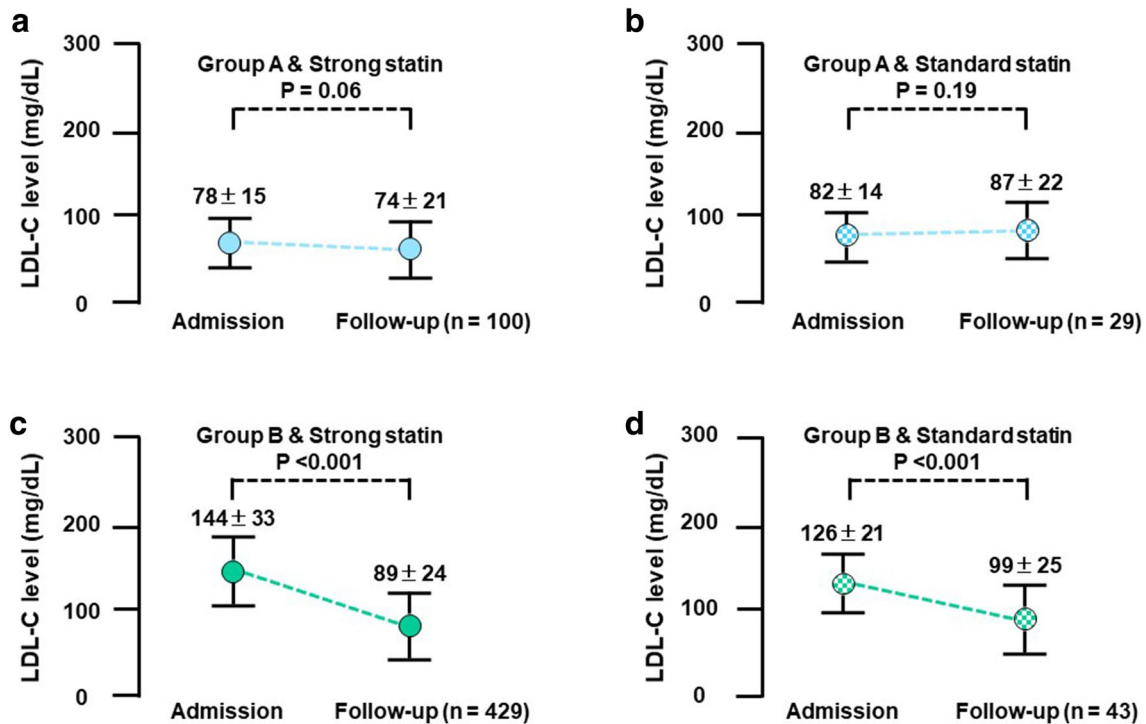 a
Group A & Strong statin
P = 0.06
LDL-C level (mg/dL)
300
200
100
0
78 ± 15
74 ± 21
Admission
Follow-up (n = 100)
b
Group A & Standard statin
P = 0.19
LDL-C level (mg/dL)
300
200
100
0
82 ± 14
87 ± 22
Admission
Follow-up (n = 29)
c
Group B & Strong statin
P <0.001
LDL-C level (mg/dL)
300
200
100
0
144 ± 33
89 ± 24
Admission
Follow-up (n = 429)
d
Group B & Standard statin
P <0.001
LDL-C level (mg/dL)
300
200
100
0
126 ± 21
99 ± 25
Admission
Follow-up (n = 43)